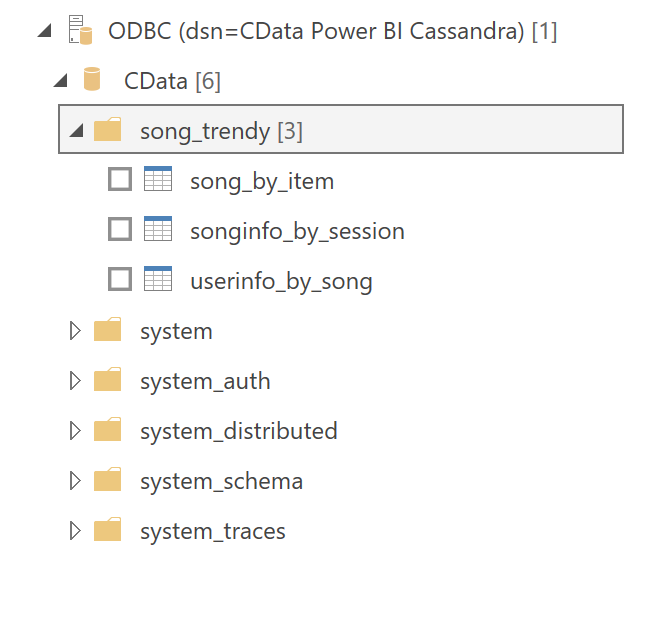 ODBC (dsn=CData Power BI Cassandra) [1]
CData [6]
song_trendy [3]
song_by_item
songinfo_by_session
userinfo_by_song
system
system_auth
system_distributed
system_schema
system_traces